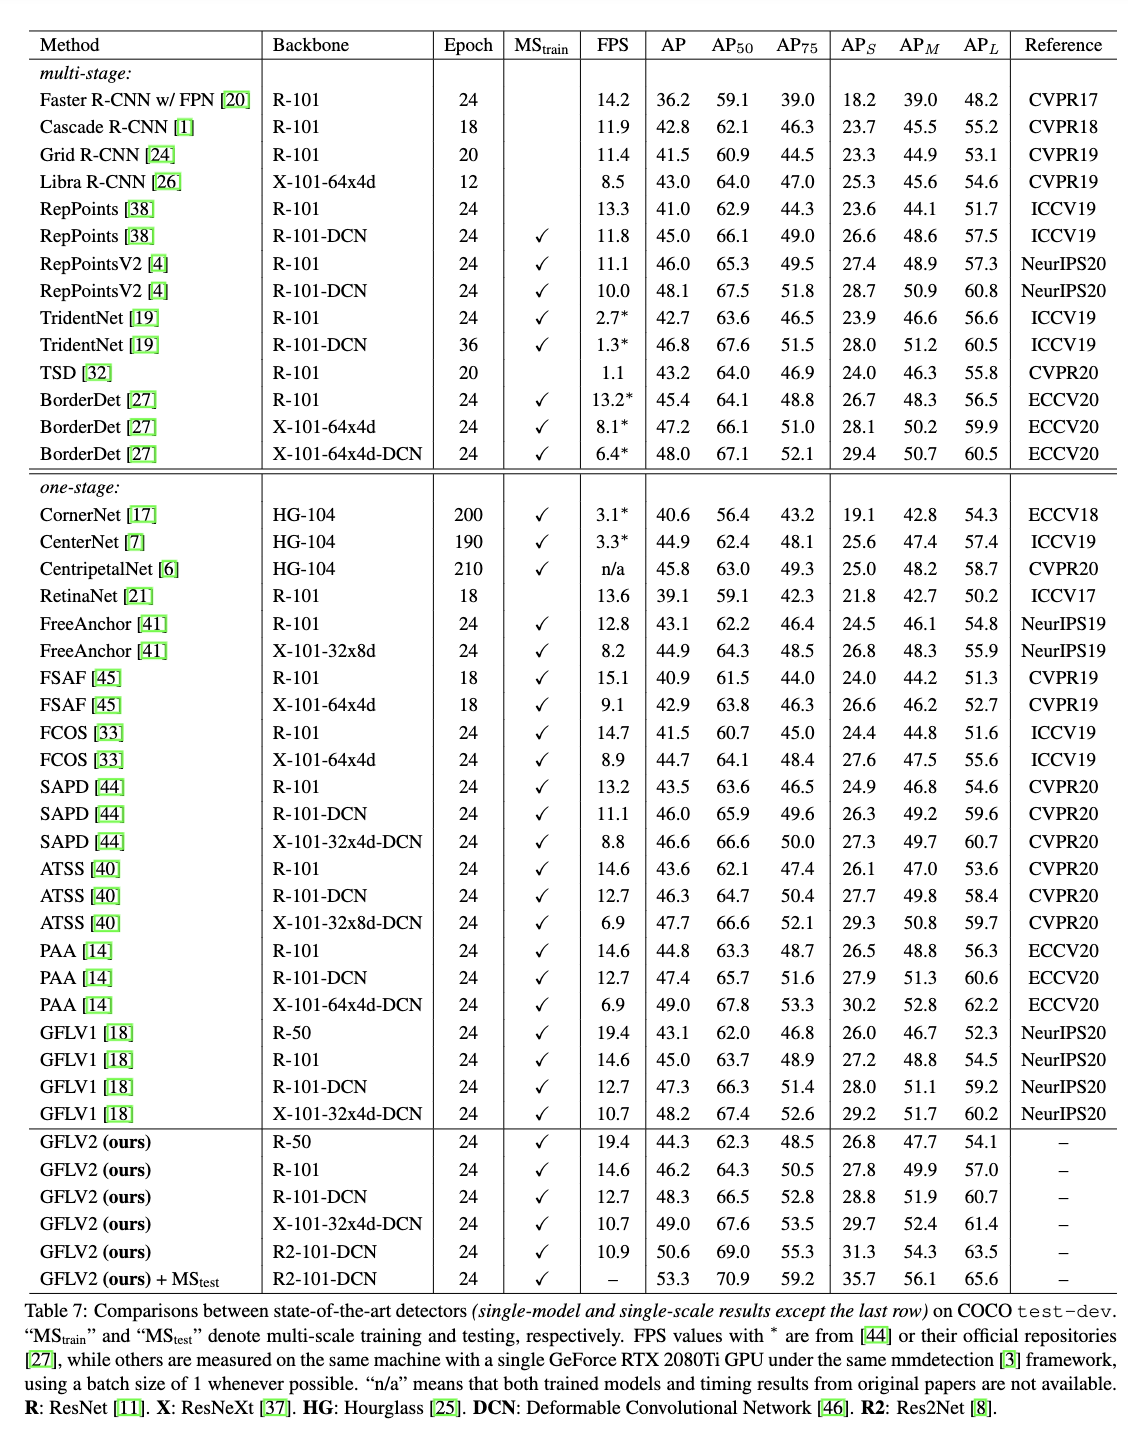 Method Backbone Epoch MStrain FPS AP AP50 AP75 APS APM APL Reference
multi-stage:
Faster R-CNN w/ FPN [20] R-101 24 14.2 36.2 59.1 39.0 18.2 39.0 48.2 CVPR17
Cascade R-CNN [1] R-101 18 11.9 42.8 62.1 46.3 23.7 45.5 55.2 CVPR18
Grid R-CNN [24] R-101 20 11.4 41.5 60.9 44.5 23.3 44.9 53.1 CVPR19
Libra R-CNN [26] X-101-64x4d 12 8.5 43.0 64.0 47.0 25.3 45.6 54.6 CVPR19
RepPoints [38] R-101 24 13.3 41.0 62.9 44.3 23.6 44.1 51.7 ICCV19
RepPoints [38] R-101-DCN 24 ✓ 11.8 45.0 66.1 49.0 26.6 48.6 57.5 ICCV19
RepPointsV2 [4] R-101 24 ✓ 11.1 46.0 65.3 49.5 27.4 48.9 57.3 NeurIPS20
RepPointsV2 [4] R-101-DCN 24 ✓ 10.0 48.1 67.5 51.8 28.7 50.9 60.8 NeurIPS20
TridentNet [19] R-101 24 ✓ 2.7* 42.7 63.6 46.5 23.9 46.6 56.6 ICCV19
TridentNet [19] R-101-DCN 36 ✓ 1.3* 46.8 67.6 51.5 28.0 51.2 60.5 ICCV19
TSD [32] R-101 20 1.1 43.2 64.0 46.9 24.0 46.3 55.8 CVPR20
BorderDet [27] R-101 24 ✓ 13.2* 45.4 64.1 48.8 26.7 48.3 56.5 ECCV20
BorderDet [27] X-101-64x4d 24 ✓ 8.1* 47.2 66.1 51.0 28.1 50.2 59.9 ECCV20
BorderDet [27] X-101-64x4d-DCN 24 ✓ 6.4* 48.0 67.1 52.1 29.4 50.7 60.5 ECCV20
one-stage:
CornerNet [17] HG-104 200 ✓ 3.1* 40.6 56.4 43.2 19.1 42.8 54.3 ECCV18
CenterNet [7] HG-104 190 ✓ 3.3* 44.9 62.4 48.1 25.6 47.4 57.4 ICCV19
CentripetalNet [6] HG-104 210 ✓ n/a 45.8 63.0 49.3 25.0 48.2 58.7 CVPR20
RetinaNet [21] R-101 18 13.6 39.1 59.1 42.3 21.8 42.7 50.2 ICCV17
FreeAnchor [41] R-101 24 ✓ 12.8 43.1 62.2 46.4 24.5 46.1 54.8 NeurIPS19
FreeAnchor [41] X-101-32x8d 24 ✓ 8.2 44.9 64.3 48.5 26.8 48.3 55.9 NeurIPS19
FSAF [45] R-101 18 ✓ 15.1 40.9 61.5 44.0 24.0 44.2 51.3 CVPR19
FSAF [45] X-101-64x4d 18 ✓ 9.1 42.9 63.8 46.3 26.6 46.2 52.7 CVPR19
FCOS [33] R-101 24 ✓ 14.7 41.5 60.7 45.0 24.4 44.8 51.6 ICCV19
FCOS [33] X-101-64x4d 24 ✓ 8.9 44.7 64.1 48.4 27.6 47.5 55.6 ICCV19
SAPD [44] R-101 24 ✓ 13.2 43.5 63.6 46.5 24.9 46.8 54.6 CVPR20
SAPD [44] R-101-DCN 24 ✓ 11.1 46.0 65.9 49.6 26.3 49.2 59.6 CVPR20
SAPD [44] X-101-32x4d-DCN 24 ✓ 8.8 46.6 66.6 50.0 27.3 49.7 60.7 CVPR20
ATSS [40] R-101 24 ✓ 14.6 43.6 62.1 47.4 26.1 47.0 53.6 CVPR20
ATSS [40] R-101-DCN 24 ✓ 12.7 46.3 64.7 50.4 27.7 49.8 58.4 CVPR20
ATSS [40] X-101-32x8d-DCN 24 ✓ 6.9 47.7 66.6 52.1 29.3 50.8 59.7 CVPR20
PAA [14] R-101 24 ✓ 14.6 44.8 63.3 48.7 26.5 48.8 56.3 ECCV20
PAA [14] R-101-DCN 24 ✓ 12.7 47.4 65.7 51.6 27.9 51.3 60.6 ECCV20
PAA [14] X-101-64x4d-DCN 24 ✓ 6.9 49.0 67.8 53.3 30.2 52.8 62.2 ECCV20
GFLV1 [18] R-50 24 ✓ 19.4 43.1 62.0 46.8 26.0 46.7 52.3 NeurIPS20
GFLV1 [18] R-101 24 ✓ 14.6 45.0 63.7 48.9 27.2 48.8 54.5 NeurIPS20
GFLV1 [18] R-101-DCN 24 ✓ 12.7 47.3 66.3 51.4 28.0 51.1 59.2 NeurIPS20
GFLV1 [18] X-101-32x4d-DCN 24 ✓ 10.7 48.2 67.4 52.6 29.2 51.7 60.2 NeurIPS20
GFLV2 (ours) R-50 24 ✓ 19.4 44.3 62.3 48.5 26.8 47.7 54.1 –
GFLV2 (ours) R-101 24 ✓ 14.6 46.2 64.3 50.5 27.8 49.9 57.0 –
GFLV2 (ours) R-101-DCN 24 ✓ 12.7 48.3 66.5 52.8 28.8 51.9 60.7 –
GFLV2 (ours) X-101-32x4d-DCN 24 ✓ 10.7 49.0 67.6 53.5 29.7 52.4 61.4 –
GFLV2 (ours) R2-101-DCN 24 ✓ 10.9 50.6 69.0 55.3 31.3 54.3 63.5 –
GFLV2 (ours) + MStest R2-101-DCN 24 ✓ – 53.3 70.9 59.2 35.7 56.1 65.6 –
Table 7: Comparisons between state-of-the-art detectors (single-model and single-scale results except the last row) on COCO test-dev.
“MStrain” and “MStest” denote multi-scale training and testing, respectively. FPS values with * are from [44] or their official repositories
[27], while others are measured on the same machine with a single GeForce RTX 2080Ti GPU under the same mmdetection [3] framework,
using a batch size of 1 whenever possible. “n/a” means that both trained models and timing results from original papers are not available.
R: ResNet [11]. X: ResNeXt [37]. HG: Hourglass [25]. DCN: Deformable Convolutional Network [46]. R2: Res2Net [8].